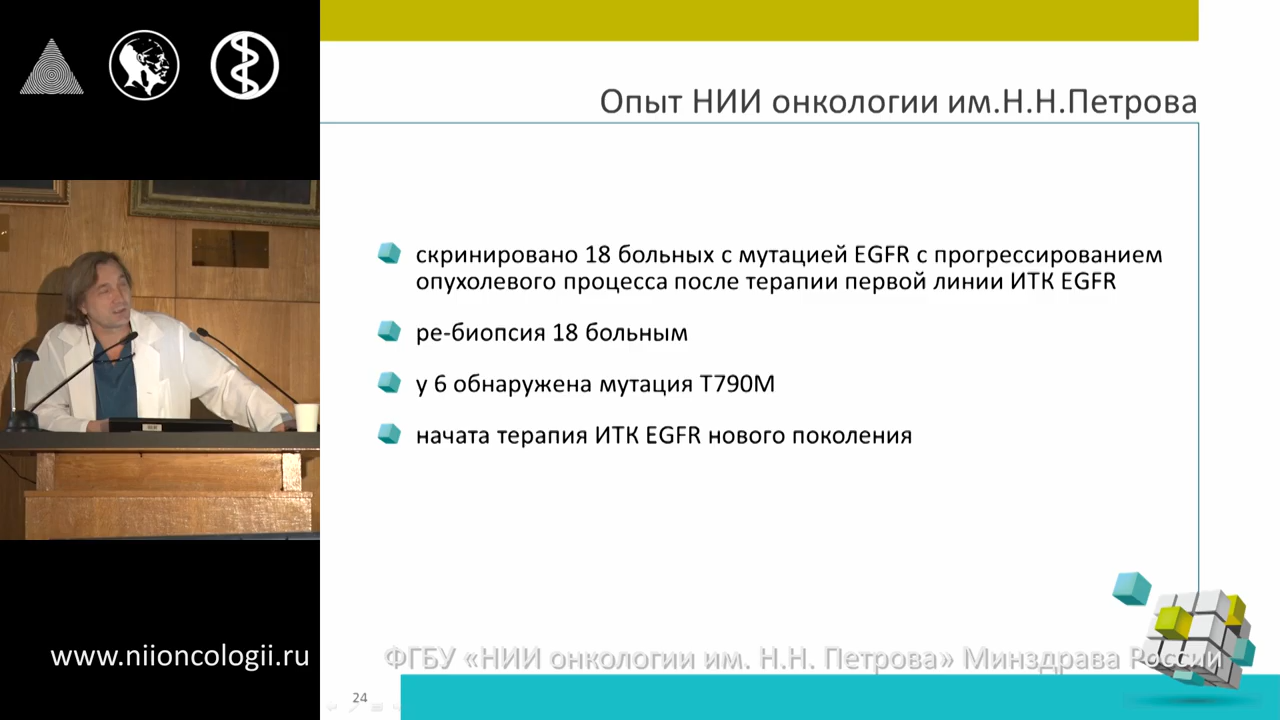 Опыт НИИ онкологии им.Н.Н.Петрова
скринировано 18 больных с мутацией EGFR с прогрессированием
опухолевого процесса после терапии первой линии ИТК EGFR
ре-биопсия 18 больным
у 6 обнаружена мутация T790M
начата терапия ИТК EGFR нового поколения
www.niioncologii.ru
ФГБУ «НИИ онкологии им. Н.Н. Петрова» Минздрава России
24